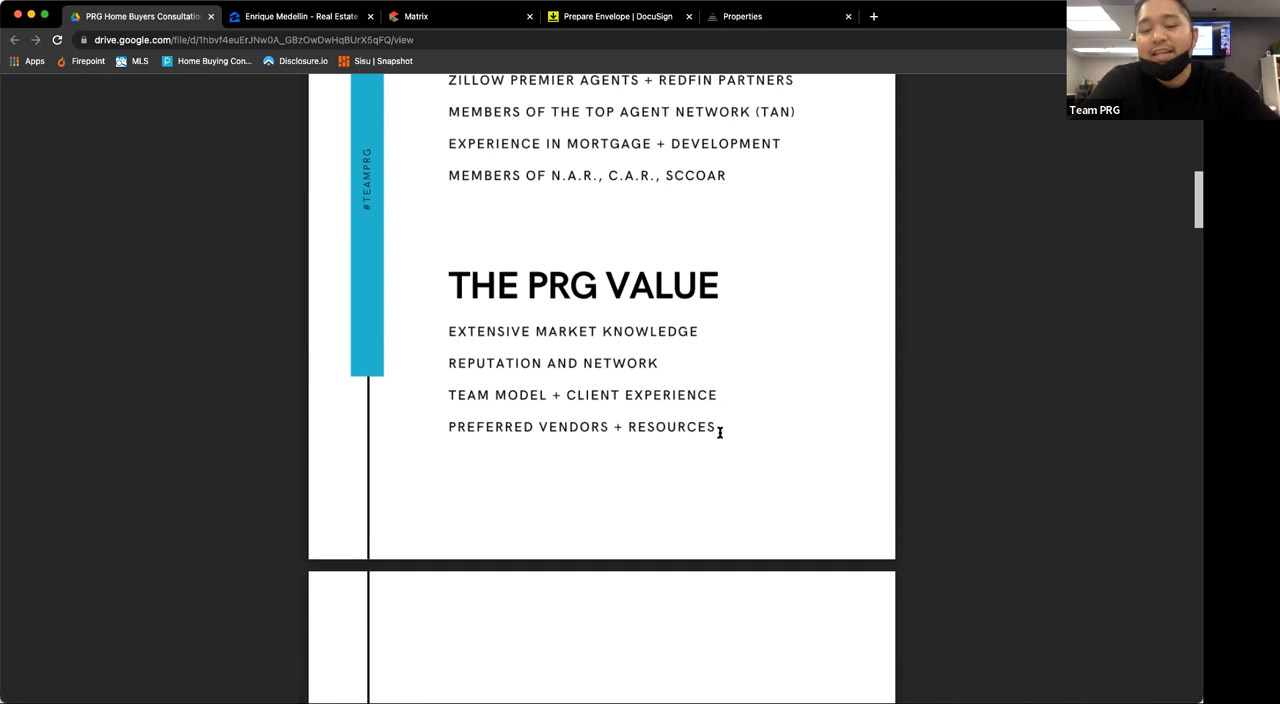 PRG Home Buyers Consultatio
Enrique Medellin - Real Estate
Matrix
Prepare Envelope | DocuSign
Properties
drive.google.com/file/d/1hbvf4euErJNw0A_GBzOwDwHqBUrX5qFQ/view
Apps
Firepoint
MLS
Home Buying Con...
Disclosure.io
Sisu | Snapshot
Team PRG
ZILLOW PREMIER AGENTS + REDFIN PARTNERS
MEMBERS OF THE TOP AGENT NETWORK (TAN)
EXPERIENCE IN MORTGAGE + DEVELOPMENT
MEMBERS OF N.A.R., C.A.R., SCCOAR
#TEAMPRG
THE PRG VALUE
EXTENSIVE MARKET KNOWLEDGE
REPUTATION AND NETWORK
TEAM MODEL + CLIENT EXPERIENCE
PREFERRED VENDORS + RESOURCES